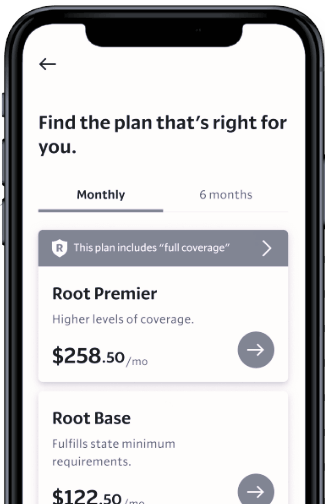 Find the plan that's right for
you.
Monthly
6 months
R
This plan includes "full coverage"
Root Premier
Higher levels of coverage.
$258.50/mo
Root Base
Fulfills state minimum
requirements.
$122.50/mo